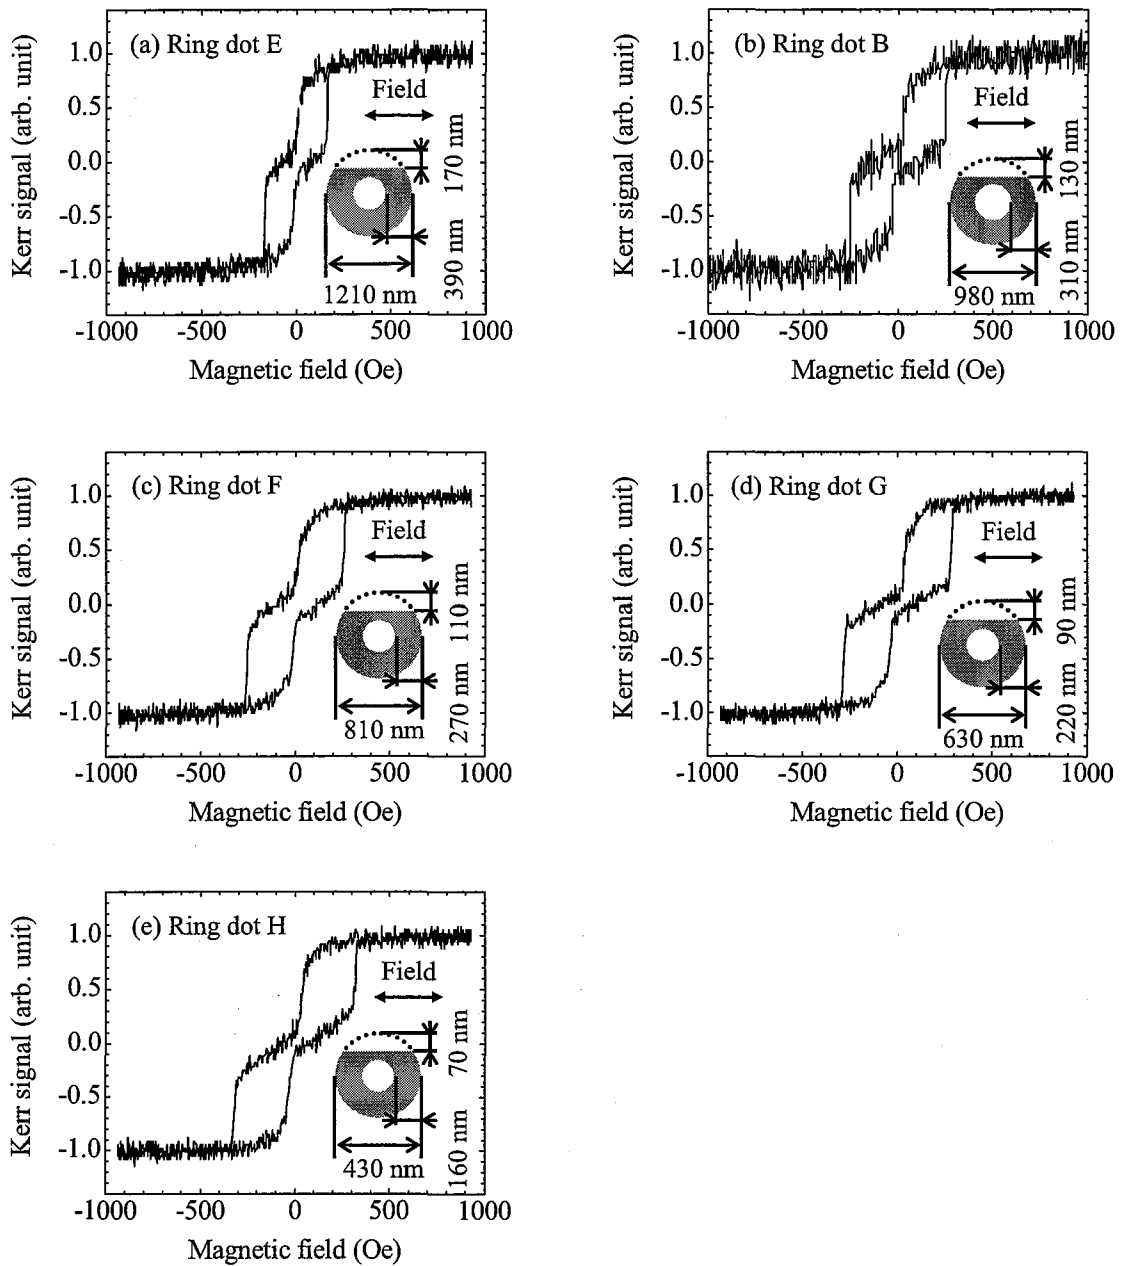 (a) Ring dot E
Kerr signal (arb. unit)
1.0
0.5
0.0
-0.5
-1.0
Field
170 nm
390 nm
1210 nm
-1000 -500 0 500 1000
Magnetic field (Oe)
(b) Ring dot B
Kerr signal (arb. unit)
1.0
0.5
0.0
-0.5
-1.0
Field
130 nm
310 nm
980 nm
-1000 -500 0 500 1000
Magnetic field (Oe)
(c) Ring dot F
Kerr signal (arb. unit)
1.0
0.5
0.0
-0.5
-1.0
Field
110 nm
270 nm
810 nm
-1000 -500 0 500 1000
Magnetic field (Oe)
(d) Ring dot G
Kerr signal (arb. unit)
1.0
0.5
0.0
-0.5
-1.0
Field
90 nm
220 nm
630 nm
-1000 -500 0 500 1000
Magnetic field (Oe)
(e) Ring dot H
Kerr signal (arb. unit)
1.0
0.5
0.0
-0.5
-1.0
Field
70 nm
160 nm
430 nm
-1000 -500 0 500 1000
Magnetic field (Oe)